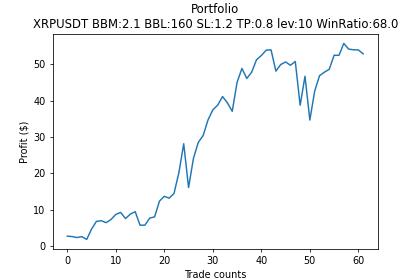 Portfolio
XRPUSDT BBM:2.1 BBL:160 SL:1.2 TP:0.8 lev:10 WinRatio:68.0
50
40
30
20
10
0
Profit ($)
0 10 20 30 40 50 60
Trade counts